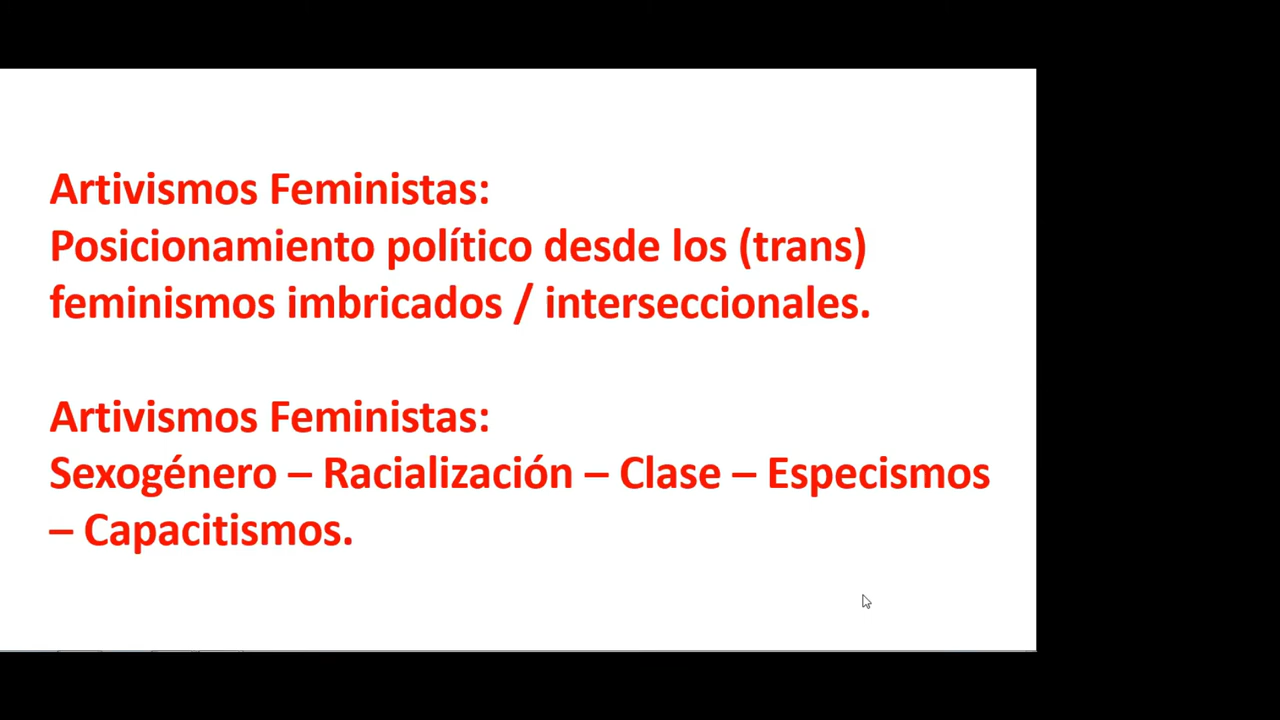 Artivismos Feministas:
Posicionamiento político desde los (trans)
feminismos imbricados / interseccionales.
Artivismos Feministas:
Sexogénero – Racialización – Clase – Especismos
– Capacitismos.